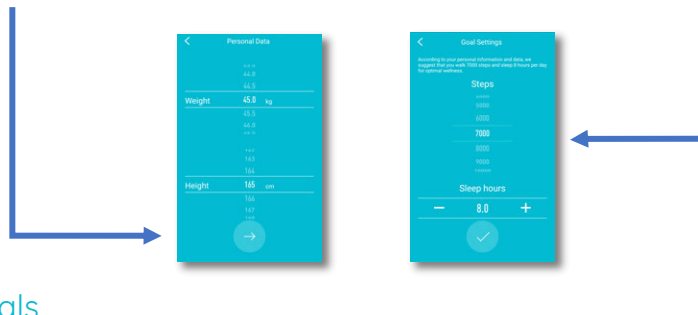 Personal Data
44.0
44.5
Weight 45.0 kg
45.5
46.0
163
164
Height 165 cm
166
167
Goal Settings
According to your personal information and data, we
suggest that you walk 7000 steps and sleep 8 hours per day
for optimal wellness.
Steps
5000
6000
7000
8000
9000
Sleep hours
8.0